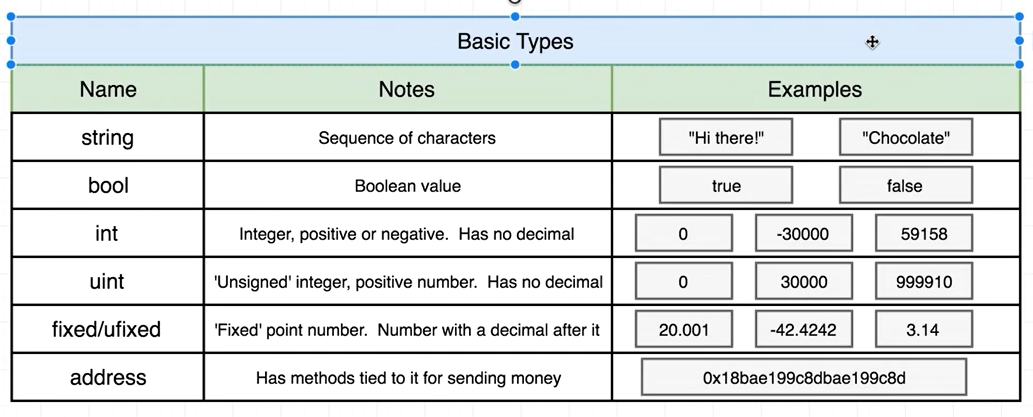 Basic Types
Name Notes Examples
string Sequence of characters "Hi there!" "Chocolate"
bool Boolean value true false
int Integer, positive or negative.  Has no decimal 0 -30000 59158
uint 'Unsigned' integer, positive number.  Has no decimal 0 30000 999910
fixed/ufixed 'Fixed' point number.  Number with a decimal after it 20.001 -42.4242 3.14
address Has methods tied to it for sending money 0x18bae199c8dbae199c8d